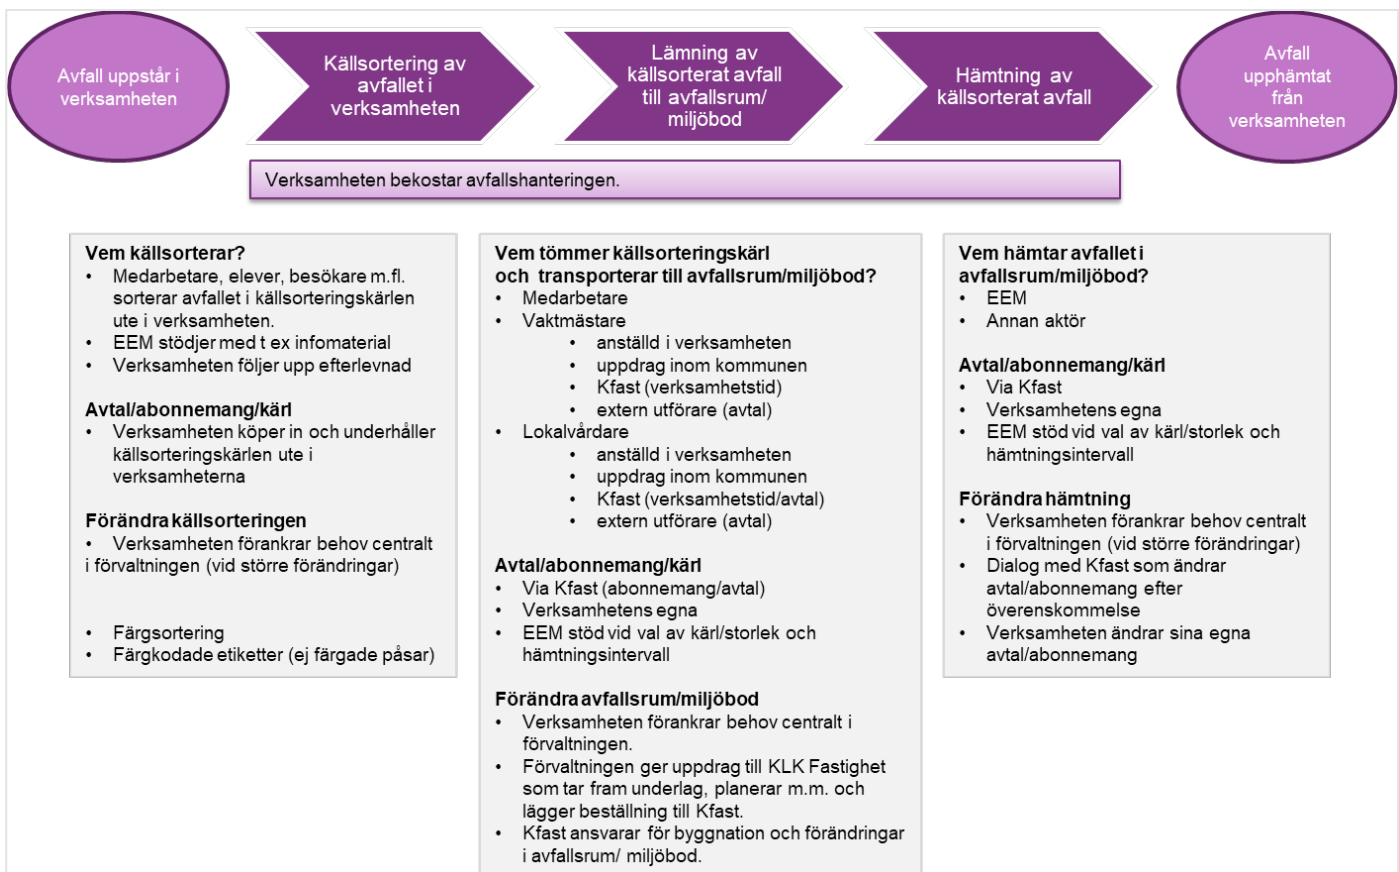 Avfall uppstår i
verksamheten
Källsortering av
avfallet i
verksamheten
Lämning av
källsorterat avfall
till avfallsrum/
miljöbod
Hämtning av
källsorterat avfall
Avfall
upphämtat
från
verksamheten
Verksamheten bekostar avfallshanteringen.
Vem källsorterar?
• Medarbetare, elever, besökare m.fl.
sorterar avfallet i källsorteringskärlen
ute i verksamheten.
• EEM stödjer med t ex infomaterial
• Verksamheten följer upp efterlevnad
Avtal/abonnemang/kärl
• Verksamheten köper in och underhåller
källsorteringskärlen ute i
verksamheterna
Förändra källsorteringen
• Verksamheten förankrar behov centralt
i förvaltningen (vid större förändringar)
• Färgsortering
• Färgkodade etiketter (ej färgade påsar)
Vem tömmer källsorteringskärl
och transporterar till avfallsrum/miljöbod?
• Medarbetare
• Vaktmästare
• anställd i verksamheten
• uppdrag inom kommunen
• Kfast (verksamhetstid)
• extern utförare (avtal)
• Lokalvårdare
• anställd i verksamheten
• uppdrag inom kommunen
• Kfast (verksamhetstid/avtal)
• extern utförare (avtal)
Avtal/abonnemang/kärl
• Via Kfast (abonnemang/avtal)
• Verksamhetens egna
• EEM stöd vid val av kärl/storlek och
hämtningsintervall
Förändra avfallsrum/miljöbod
• Verksamheten förankrar behov centralt i
förvaltningen.
• Förvaltningen ger uppdrag till KLK Fastighet
som tar fram underlag, planerar m.m. och
lägger beställning till Kfast.
• Kfast ansvarar för byggnation och förändringar
i avfallsrum/ miljöbod.
Vem hämtar avfallet i
avfallsrum/miljöbod?
• EEM
• Annan aktör
Avtal/abonnemang/kärl
• Via Kfast
• Verksamhetens egna
• EEM stöd vid val av kärl/storlek och
hämtningsintervall
Förändra hämtning
• Verksamheten förankrar behov centralt
i förvaltningen (vid större förändringar)
• Dialog med Kfast som ändrar
avtal/abonnemang efter
överenskommelse
• Verksamheten ändrar sina egna
avtal/abonnemang